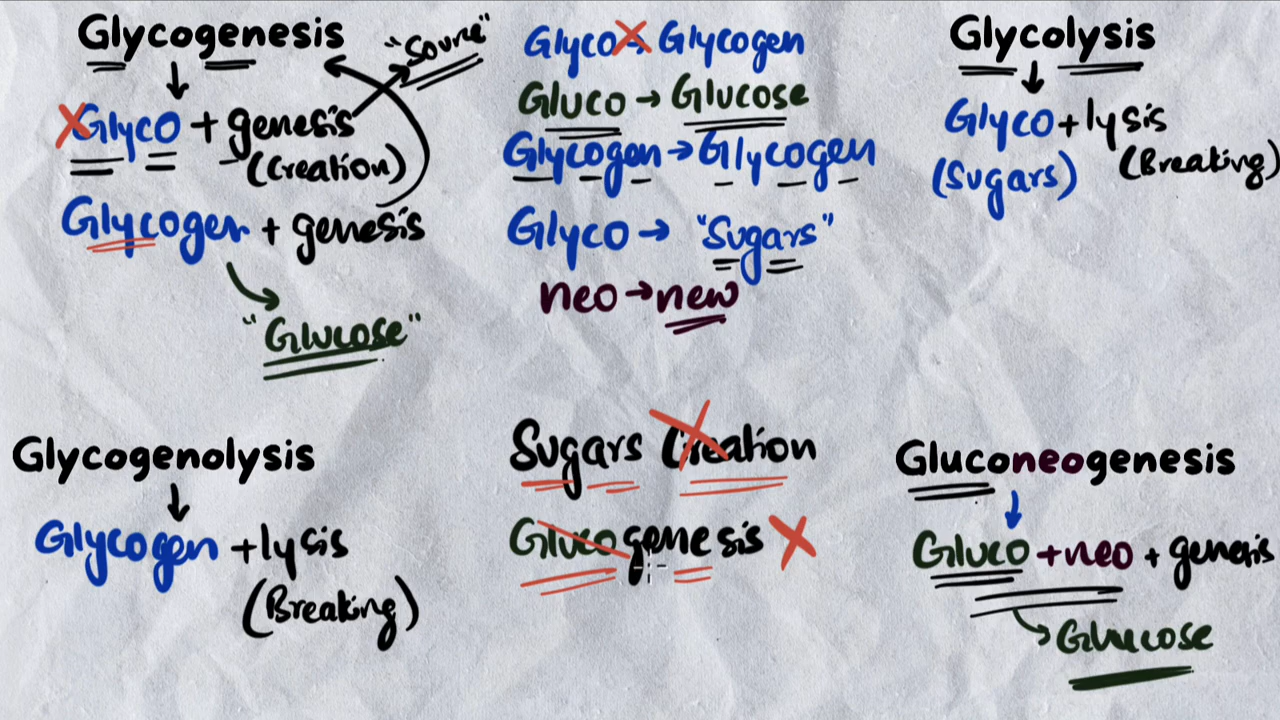 Glycogenesis
"Source"
Glyco + genesis
(Creation)
Glycogen + genesis
"Glucose"
Glyco → Glycogen
Gluco → Glucose
Glycogen → Glycogen
Glyco → "Sugars"
neo → new
Glycolysis
Glyco + lysis
(Sugars) (Breaking)
Glycogenolysis
Glycogen + lysis
(Breaking)
Sugars Creation
Glucogenesis
Gluconeogenesis
Gluco + neo + genesis
Glucose